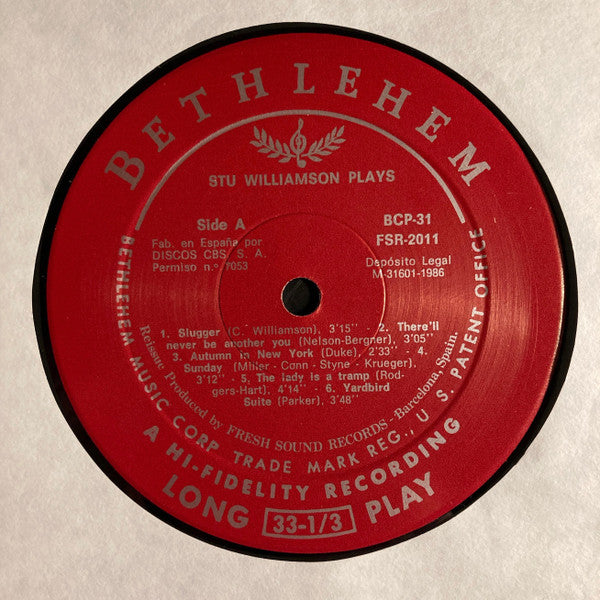 BETHLEHEM
STU WILLIAMSON PLAYS
Side A
Fab. en España por
DISCOS CBS, S. A.
Permiso n.º 7053
BCP-31
FSR-2011
Depósito Legal
M-31601-1986
1. Slugger (C. Williamson), 3'15" · 2. There'll
never be another you (Nelson-Bergner), 3'05"
· 3. Autumn in New York (Duke), 2'33" · 4.
Sunday (Mhler - Conn - Styne - Krueger),
3'12" · 5. The lady is a tramp (Rod-
gers-Hart), 4'14" · 6. Yardbird
Suite (Parker), 3'48"
Reissue Produced by FRESH SOUND RECORDS - Barcelona, Spain.
BETHLEHEM MUSIC CORP TRADE MARK REG., U S. PATENT OFFICE
A HI-FIDELITY RECORDING
LONG 33-1/3 PLAY